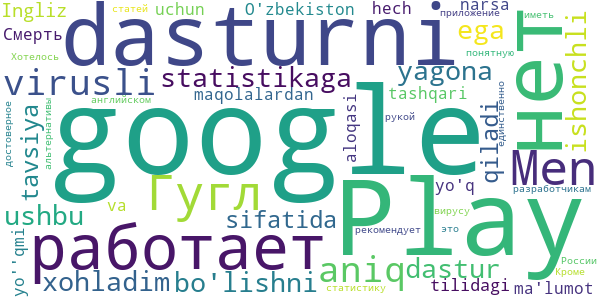 Ingliz
статей
uchun
O'zbekiston
hech
narsa
приложение
иметь
Смерть
dasturni
ega
понятную
Хотелось
virusli
statistikaga
yagona
нет
ishonchli
maqolalardan
tashqari
английском
google
достоверное
альтернативы
tavsiya
aloqasi
рукой
qiladi
единственно
Men
Гугл
Play
yo'q
разработчикам
ushbu
va
sifatida
вирусу
рекомендует
это
yo''qmi
работает
aniq
dastur
России
Кроме
xohladim
bo'lishni
статистику
tilidagi
ma'lumot